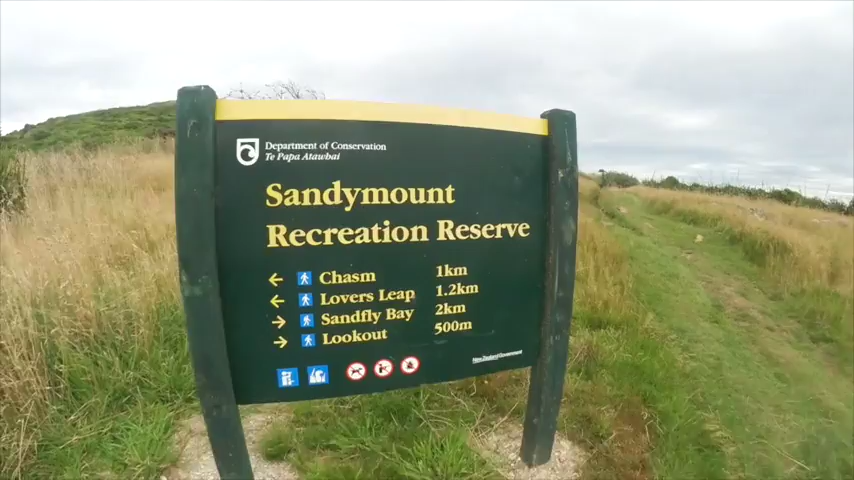 Department of Conservation
Te Papa Atawhai
Sandymount
Recreation Reserve
← Chasm 1km
← Lovers Leap 1.2km
→ Sandfly Bay 2km
→ Lookout 500m
New Zealand Government